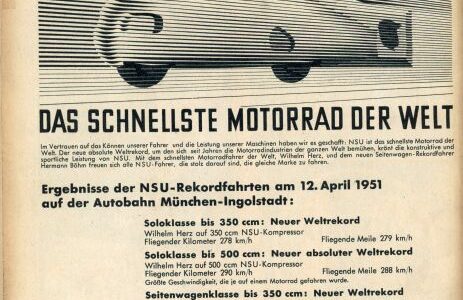 DAS SCHNELLSTE MOTORRAD DER WELT
Im Vertrauen auf das Können unserer Fahrer und die Leistung unserer Maschinen haben wir es geschafft: NSU ist das schnellste Motorrad der
Welt. Der neue absolute Weltrekord, um den sich seit Jahren die Motorradindustrie der ganzen Welt bemühen, krönt die konstruktive und
sportliche Leistung von NSU. Mit dem schnellsten Motorradfahrer der Welt, Wilhelm Herz, und dem neuen Seitenwagen-Rekordfahrer
Hermann Böhm freuen sich alle NSU-Fahrer, die stolz darauf sind, die gleiche Marke zu fahren.
Ergebnisse der NSU-Rekordfahrten am 12. April 1951
auf der Autobahn München-Ingolstadt:
Soloklasse bis 350 ccm: Neuer Weltrekord
Wilhelm Herz auf 350 ccm NSU-Kompressor
Fliegender Kilometer 278 km/h Fliegende Meile 279 km/h
Soloklasse bis 500 ccm: Neuer absoluter Weltrekord
Wilhelm Herz auf 500 ccm NSU-Kompressor
Fliegender Kilometer 290 km/h Fliegende Meile 288 km/h
Größte Geschwindigkeit, die je auf einem Motorrad gefahren wurde.
Seitenwagenklasse bis 350 ccm: Neuer Weltrekord